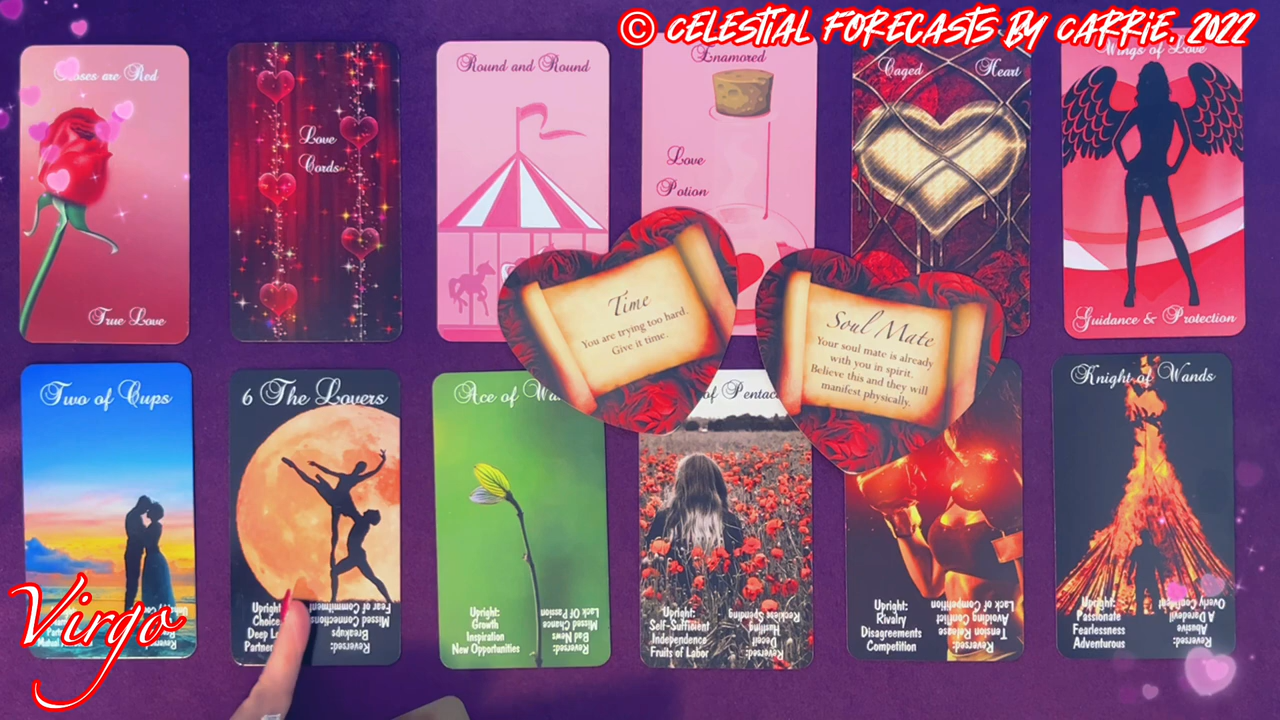 © CELESTIAL FORECASTS BY CARRIE. 2022
Roses are Red
True Love
Love
Cords
Round and Round
Enamored
Love
Potion
Caged Heart
Wings of Love
Guidance & Protection
Time
You are trying too hard.
Give it time.
Soul Mate
Your soul mate is already
with you in spirit.
Believe this and they will
manifest physically.
Two of Cups
Reversed:
6 The Lovers
Upright:
Deep
Reversed:
Breakups
Missed Connections
Fear of Commitment
Ace of
Upright:
Growth
Inspiration
New Opportunities
Reversed:
Bad News
Missed Chance
Lack Of Passion
of
Upright:
Self-Sufficient
Independence
Fruits of Labor
Reversed:
Deceit
Hustling
Reckless Spending
Upright:
Rivalry
Disagreements
Competition
Reversed:
Tension Release
Avoiding Conflict
Lack of Competition
Knight of Wands
Upright:
Passionate
Fearlessness
Adventurous
Reversed:
Abusive
A Daredevil
Overly Confident
Virgo